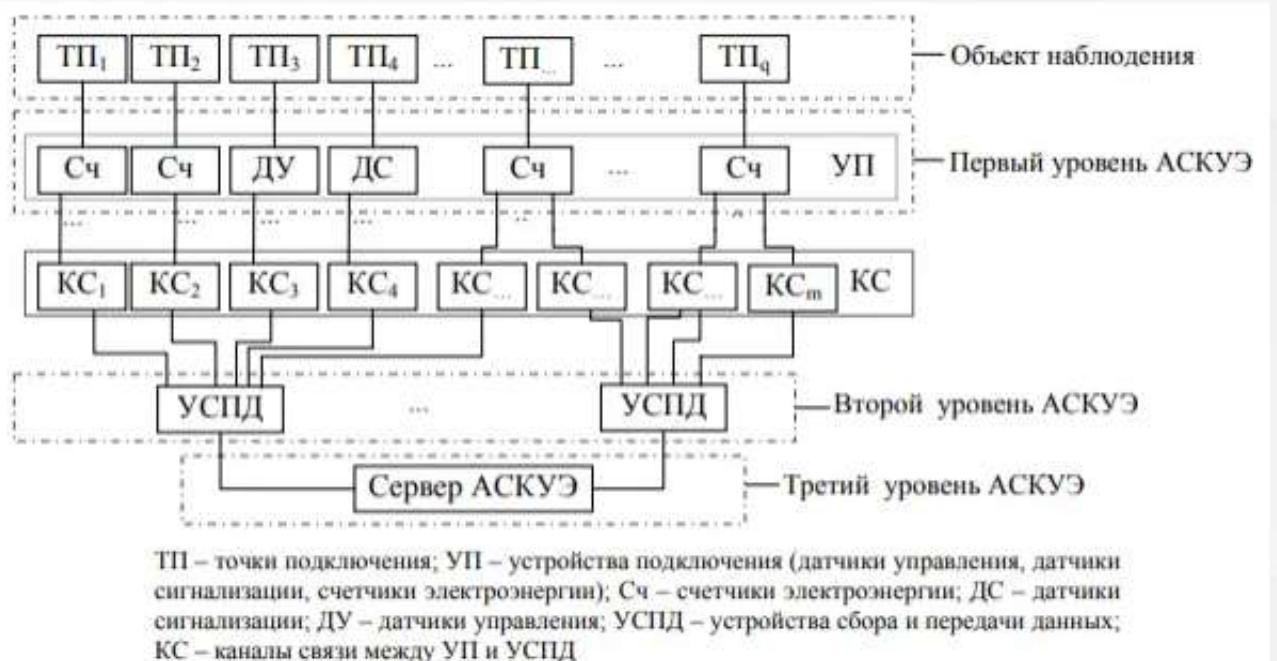 ТП₁ ТП₂ ТП₃ ТП₄ ... ТП... ... ТП_q Объект наблюдения
Сч Сч ДУ ДС Сч ... Сч УП Первый уровень АСКУЭ
... ... ... ... .. ..
КС₁ КС₂ КС₃ КС₄ КС... КС... КС... КСₘ КС
УСПД ... УСПД Второй уровень АСКУЭ
Сервер АСКУЭ Третий уровень АСКУЭ
ТП – точки подключения; УП – устройства подключения (датчики управления, датчики
сигнализации, счетчики электроэнергии); Сч – счетчики электроэнергии; ДС – датчики
сигнализации; ДУ – датчики управления; УСПД – устройства сбора и передачи данных;
КС – каналы связи между УП и УСПД